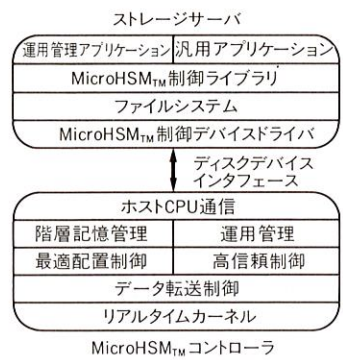 ストレージサーバ
運用管理アプリケーション 汎用アプリケーション
MicroHSM™制御ライブラリ
ファイルシステム
MicroHSM™制御デバイスドライバ
ディスクデバイス
インタフェース
ホストCPU通信
階層記憶管理 運用管理
最適配置制御 高信頼制御
データ転送制御
リアルタイムカーネル
MicroHSM™コントローラ